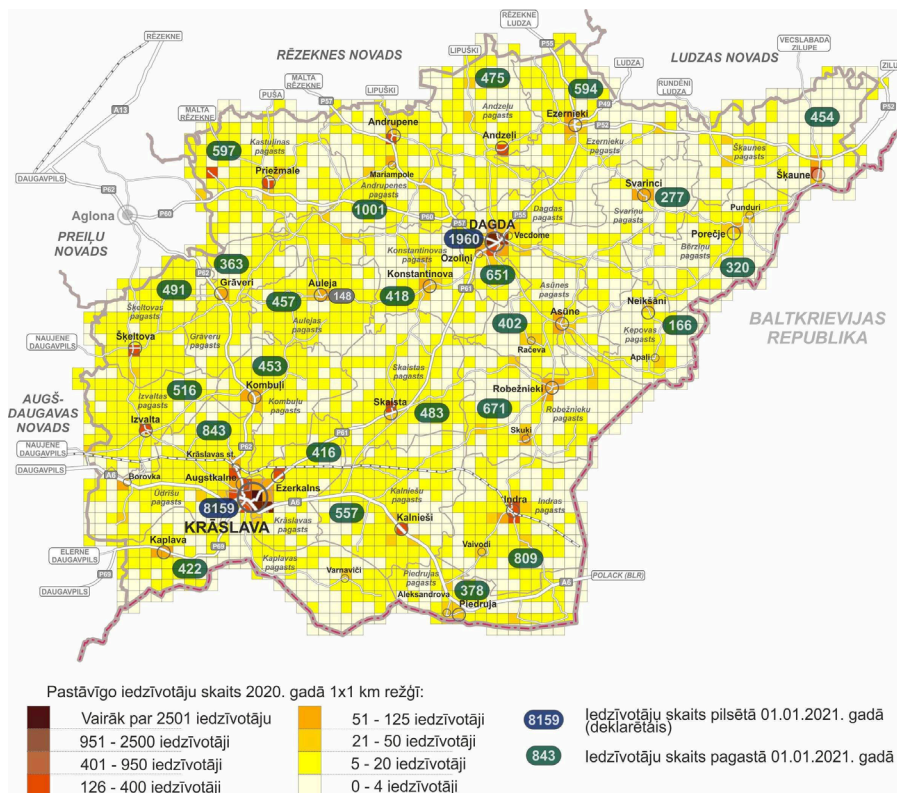 RĒZEKNE
RĒZEKNES NOVADS
LIPUŠKI
RĒZEKNE
LUDZA
P55
LUDZAS NOVADS
VECSLABADA
ZILUPE
MALTA
RĒZEKNE
P57
LIPUŠKI
475
594
LUDZA
RUNDĒNI
LUDZA
P52
A13
MALTA
RĒZEKNE
PUŠA
Andrupene
Andzeļu
pagasts
Andzeļi
Ezernieki
P49
P52
454
597
Kastuļinas
pagasts
Priežmale
Mariampole
Andrupenes
pagasts
Ezernieku
pagasts
Šķaunes
pagasts
Šķaune
DAUGAVPILS
P62
Aglona
P60
1001
P60
P57
P55
Dagdas
pagasts
Svarinci
277
Svariņu
pagasts
Punduri
PREIĻU
NOVADS
DAGDA
1960
Vecdome
Porečje
Ozoliņi
Bērziņu
pagasts
363
P62
Konstantinovas
pagasts
651
P61
320
491
Grāveri
457
Auleja
148
418
Konstantinova
Asūnes
pagasts
Šķeltovas
pagasts
Aulejas
pagasts
402
Asūne
Neikšāni
166
BALTKRIEVIJAS
REPUBLIKA
NAUJENE
DAUGAVPILS
Šķeltova
Grāveru
pagasts
Račeva
Ķepovas
pagasts
Apaļi
453
Skaistas
pagasts
516
Kombuļi
Robežnieki
AUGŠ-
DAUGAVAS
NOVADS
Izvaltas
pagasts
Kombuļu
pagasts
Skaista
483
671
Robežnieku
pagasts
Izvalta
843
P61
Skuķi
NAUJENE
DAUGAVPILS
P62
416
Krāslavas st.
DAUGAVPILS
A6
Borovka
Augstkalne
Ezerkalns
Ūdrīšu
pagasts
8159
A6
Kalniešu
pagasts
Indra
Indras
pagasts
KRĀSLAVA
Krāslavas
pagasts
557
Kalnieši
ELERNE
DAUGAVPILS
Kaplava
P69
Vaivodi
422
Kaplavas
pagasts
Varnaviči
Piedrujas
pagasts
809
P69
DAUGAVPILS
Aleksandrova
378
Piedruja
A6
POLACK (BLR)
Pastāvīgo iedzīvotāju skaits 2020. gadā 1x1 km režģī:
Vairāk par 2501 iedzīvotāju
951 - 2500 iedzīvotāji
401 - 950 iedzīvotāji
126 - 400 iedzīvotāji
51 - 125 iedzīvotāji
21 - 50 iedzīvotāji
5 - 20 iedzīvotāji
0 - 4 iedzīvotāji
8159
Iedzīvotāju skaits pilsētā 01.01.2021. gadā
(deklarētais)
843
Iedzīvotāju skaits pagastā 01.01.2021. gadā